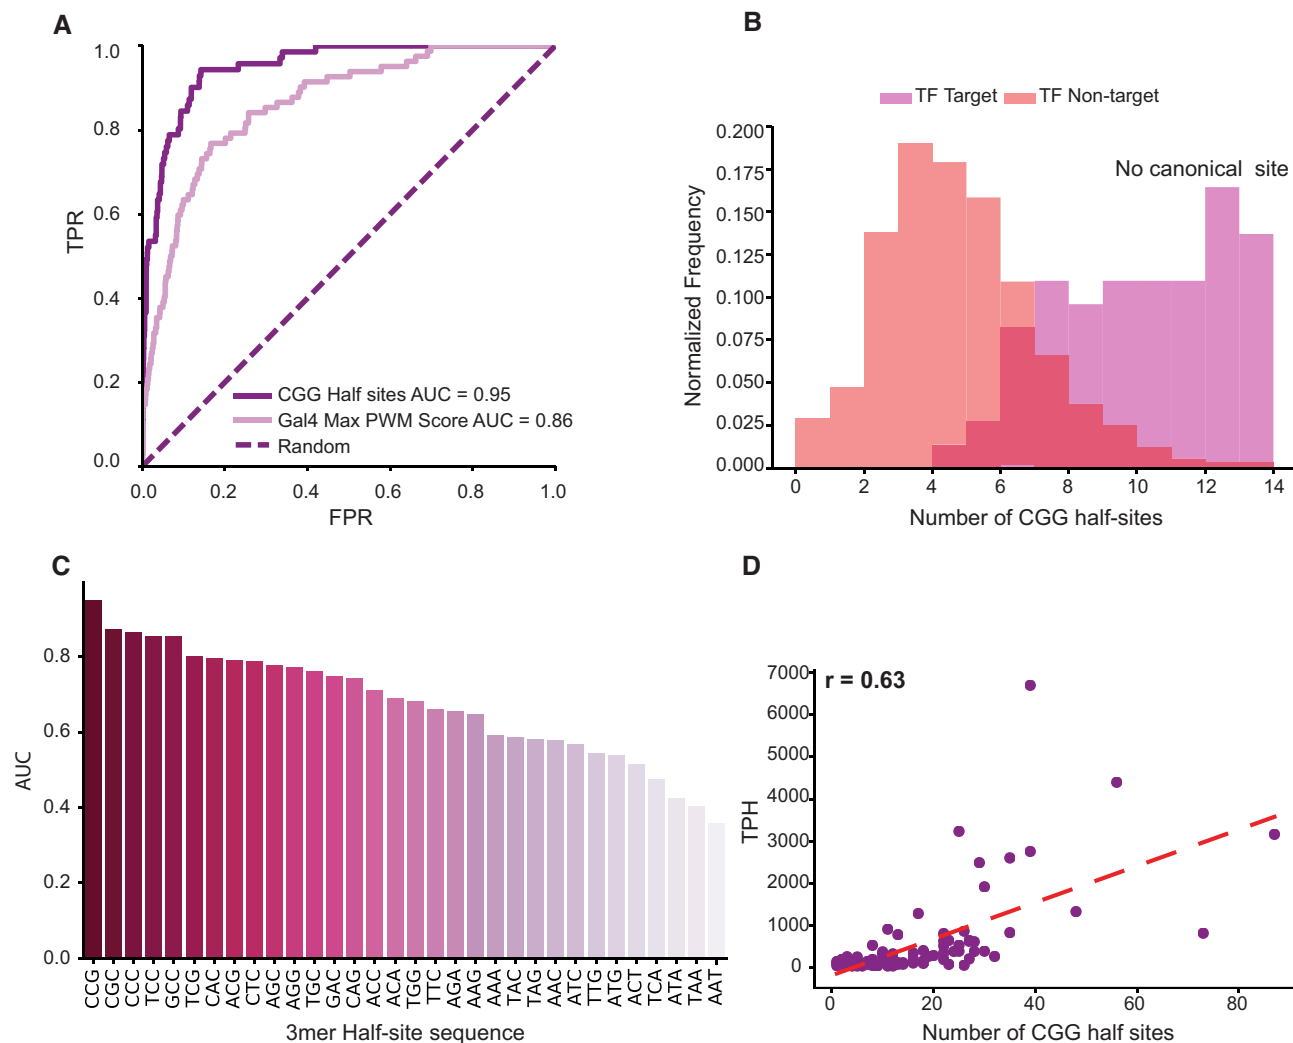 A
1.0
0.8
0.6
0.4
0.2
0.0
TPR
0.0 0.2 0.4 0.6 0.8 1.0
FPR
CGG Half sites AUC = 0.95
Gal4 Max PWM Score AUC = 0.86
Random
B
TF Target TF Non-target
No canonical site
0.200
0.175
0.150
0.125
0.100
0.075
0.050
0.025
0.000
Normalized Frequency
0 2 4 6 8 10 12 14
Number of CGG half-sites
C
0.8
0.6
0.4
0.2
0.0
AUC
CCG CGC CCC TCC GCC TCG CAC ACG CTC AGC AGG TGC GAC CAG ACC ACA TGG TTC AGA AAG AAA TAC TAG AAC ATC TTG ATG ACT TCA ATA TAA AAT
3mer Half-site sequence
D
r = 0.63
7000
6000
5000
4000
3000
2000
1000
0
TPH
0 20 40 60 80
Number of CGG half sites